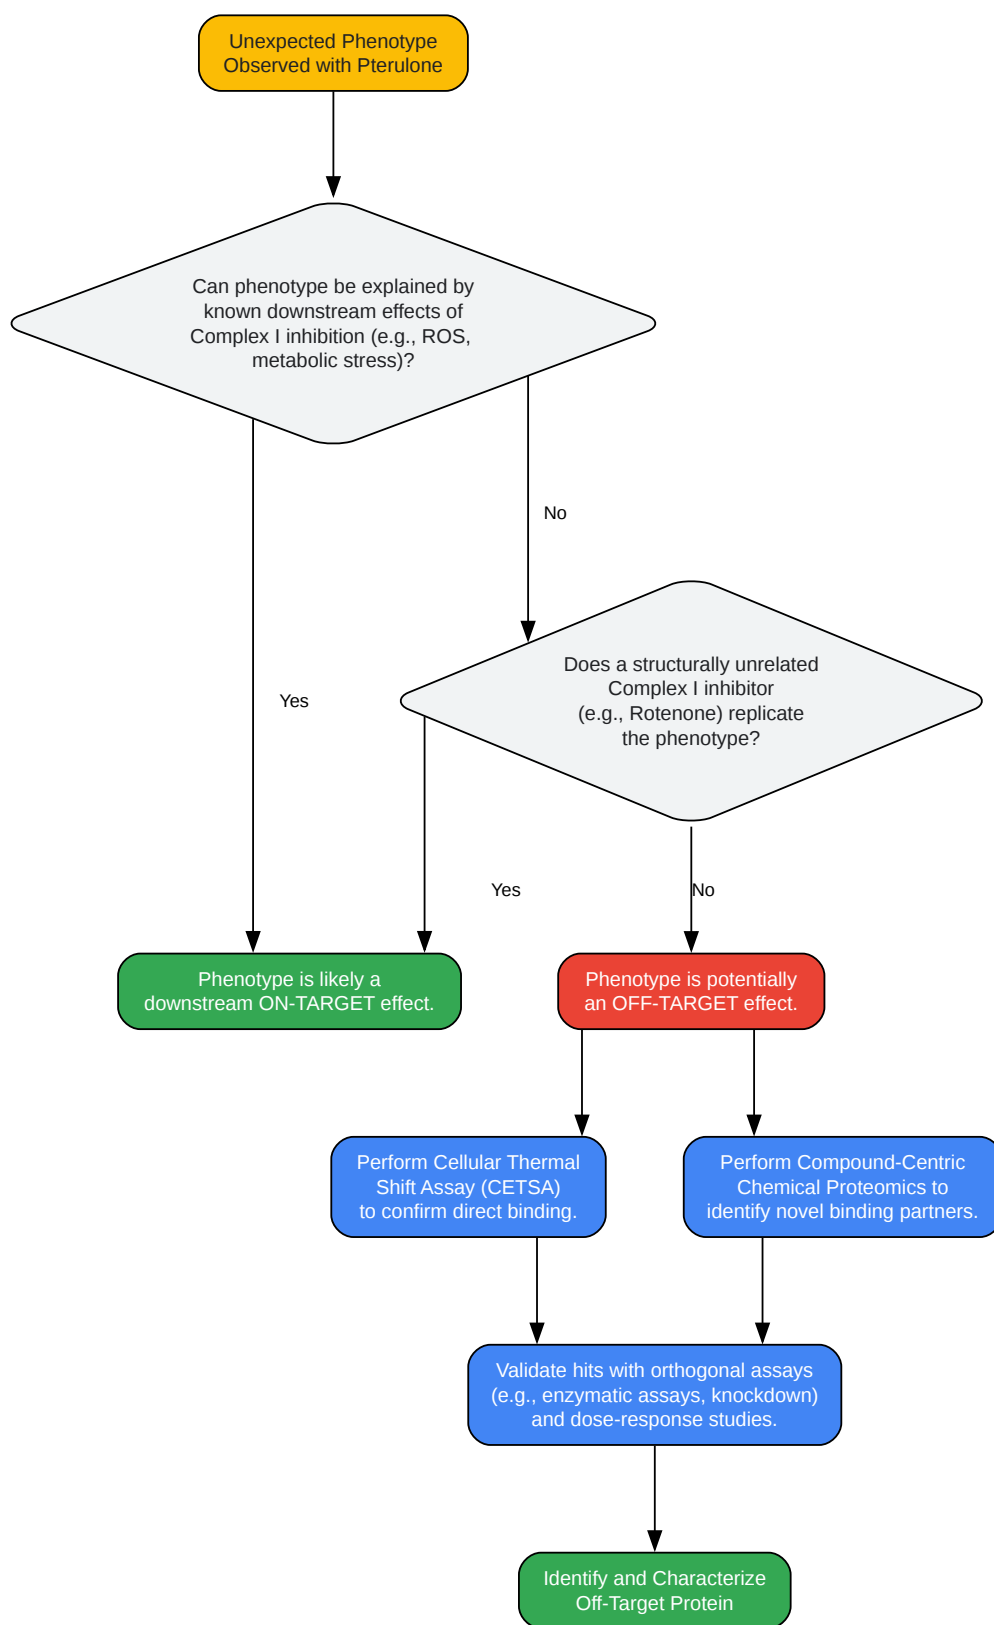 Unexpected Phenotype
Observed with Pterulone
Can phenotype be explained by
known downstream effects of
Complex I inhibition (e.g., ROS,
metabolic stress)?
No
Does a structurally unrelated
Complex I inhibitor
(e.g., Rotenone) replicate
the phenotype?
Yes
Yes
No
Phenotype is likely a
downstream ON-TARGET effect.
Phenotype is potentially
an OFF-TARGET effect.
Perform Cellular Thermal
Shift Assay (CETSA)
to confirm direct binding.
Perform Compound-Centric
Chemical Proteomics to
identify novel binding partners.
Validate hits with orthogonal assays
(e.g., enzymatic assays, knockdown)
and dose-response studies.
Identify and Characterize
Off-Target Protein